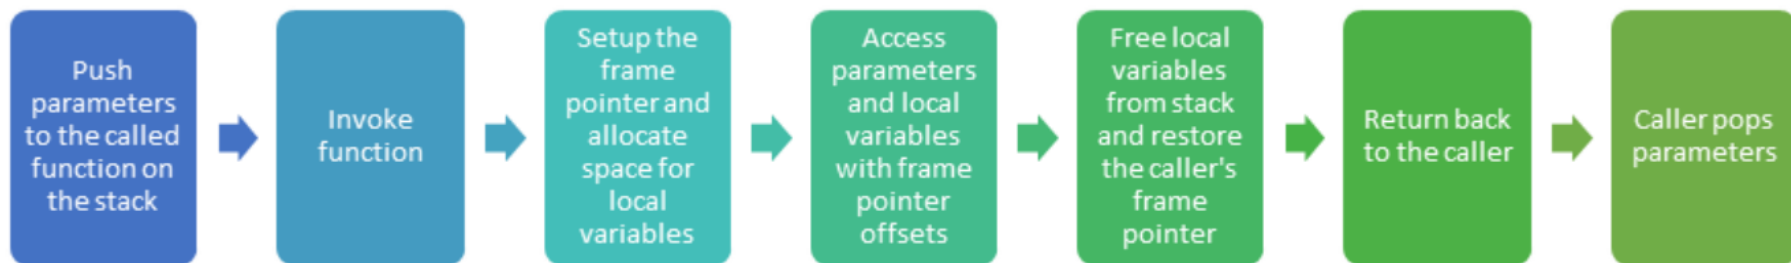 Push
parameters
to the called
function on
the stack
Invoke
function
Setup the
frame
pointer and
allocate
space for
local
variables
Access
parameters
and local
variables
with frame
pointer
offsets
Free local
variables
from stack
and restore
the caller's
frame
pointer
Return back
to the caller
Caller pops
parameters